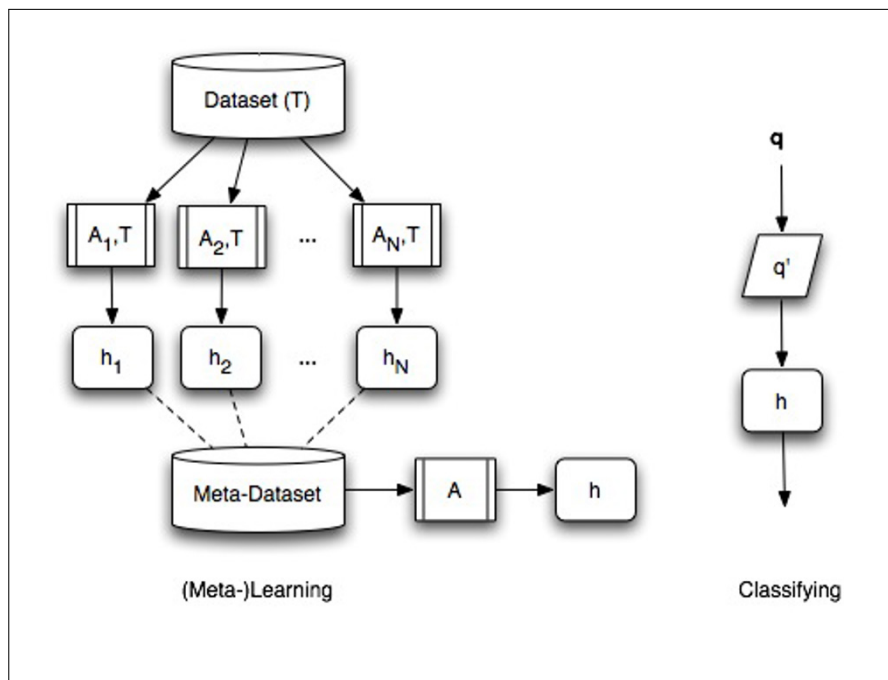 Dataset (T)
A1,T
A2,T
...
AN,T
h1
h2
...
hN
Meta-Dataset
A
h
(Meta-)Learning
q
q'
h
Classifying